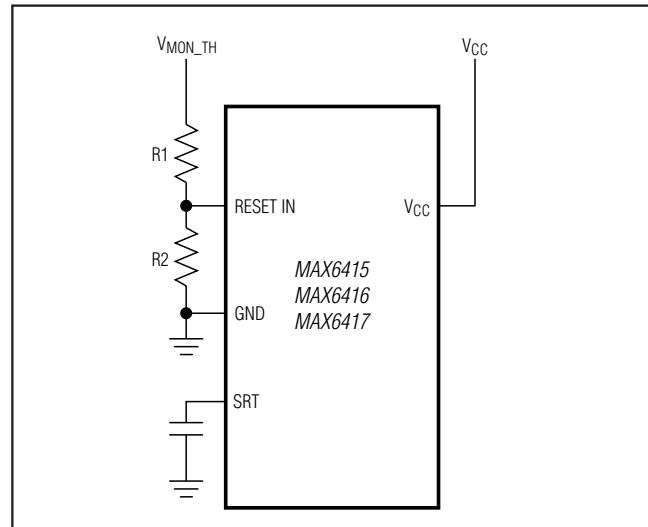 V_MON_TH
V_CC
R1
RESET IN
V_CC
R2
MAX6415
MAX6416
MAX6417
GND
SRT